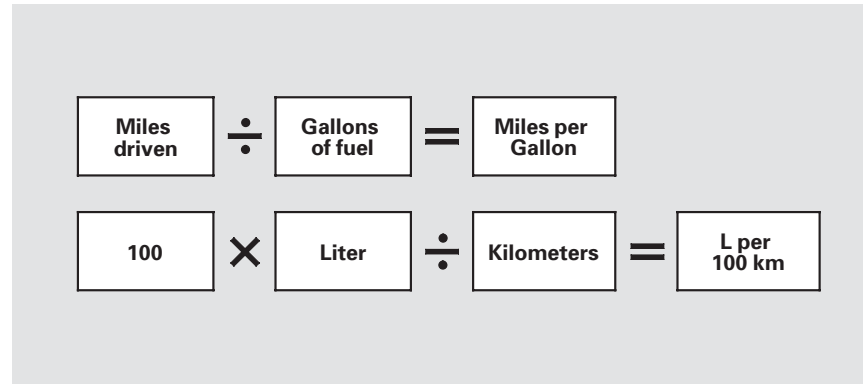 Miles driven ÷ Gallons of fuel = Miles per Gallon
100 × Liter ÷ Kilometers = L per 100 km